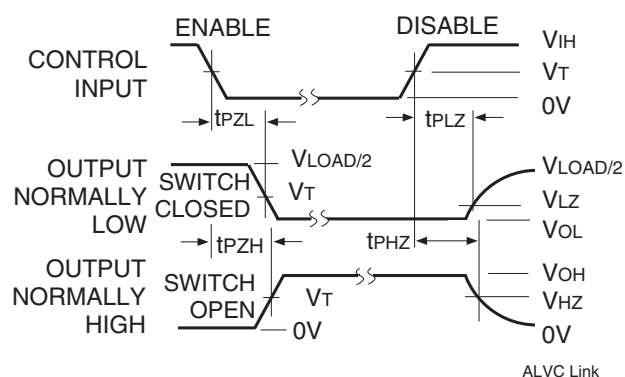 ENABLE
DISABLE
CONTROL
INPUT
VIH
VT
0V
tPZL
tPLZ
OUTPUT
NORMALLY
LOW
SWITCH
CLOSED
VLOAD/2
VT
VLOAD/2
VLZ
VOL
tPZH
tPHZ
OUTPUT
NORMALLY
HIGH
SWITCH
OPEN
VT
0V
VOH
VHZ
0V
ALVC Link